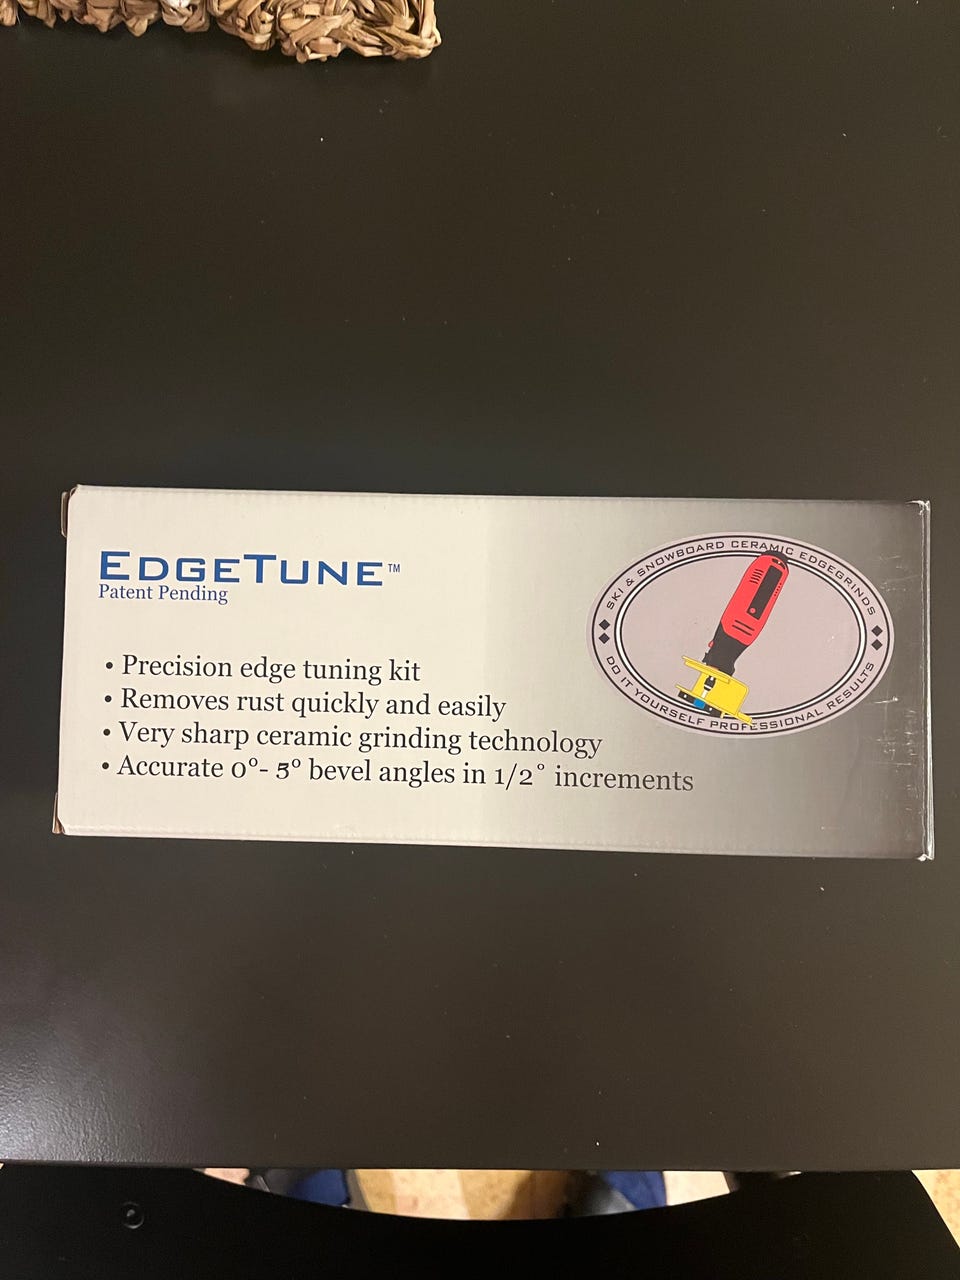 EDGETUNE™
Patent Pending
• Precision edge tuning kit
• Removes rust quickly and easily
• Very sharp ceramic grinding technology
• Accurate 0°- 5° bevel angles in 1/2° increments
SKI & SNOWBOARD CERAMIC EDGEGRINDS
DO IT YOURSELF PROFESSIONAL RESULTS